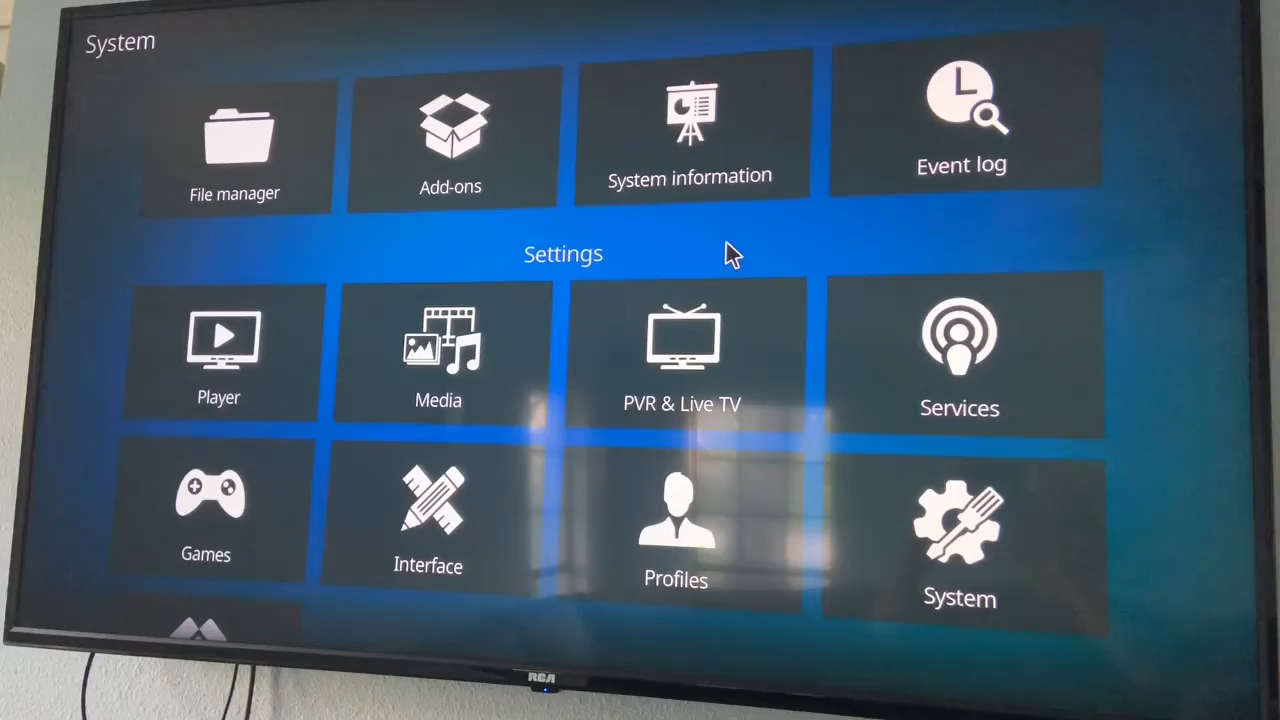 System
File manager
Add-ons
System information
Event log
Settings
Player
Media
PVR & Live TV
Services
Games
Interface
Profiles
System
RCA